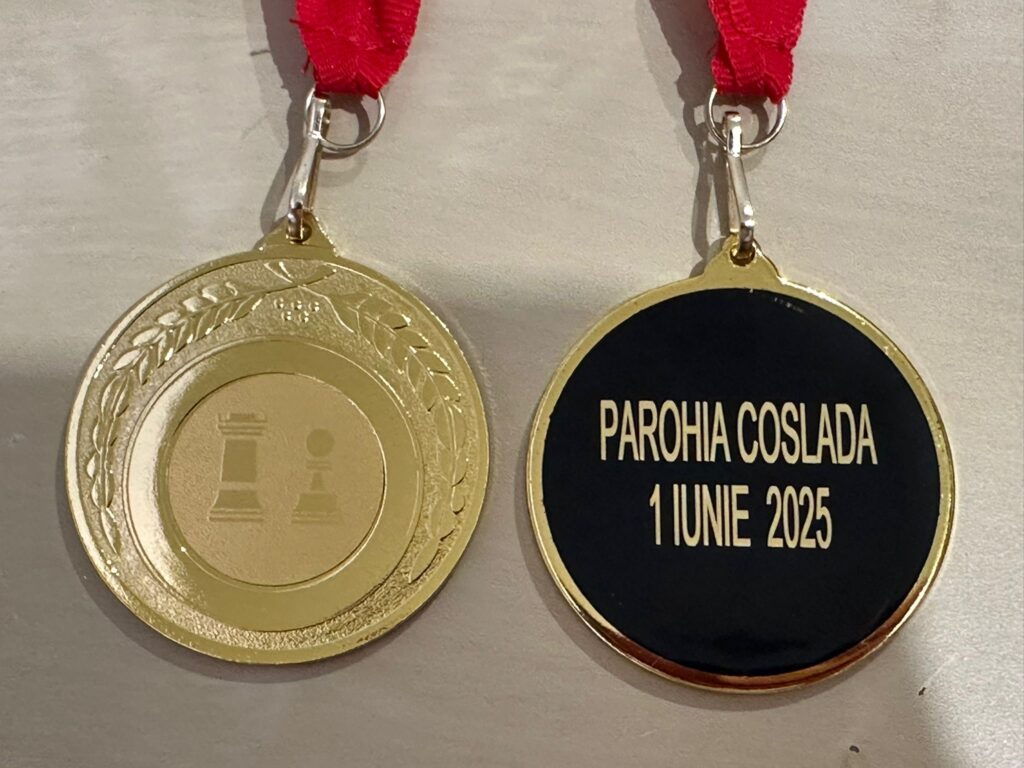 PAROHIA COSLADA
1 IUNIE 2025